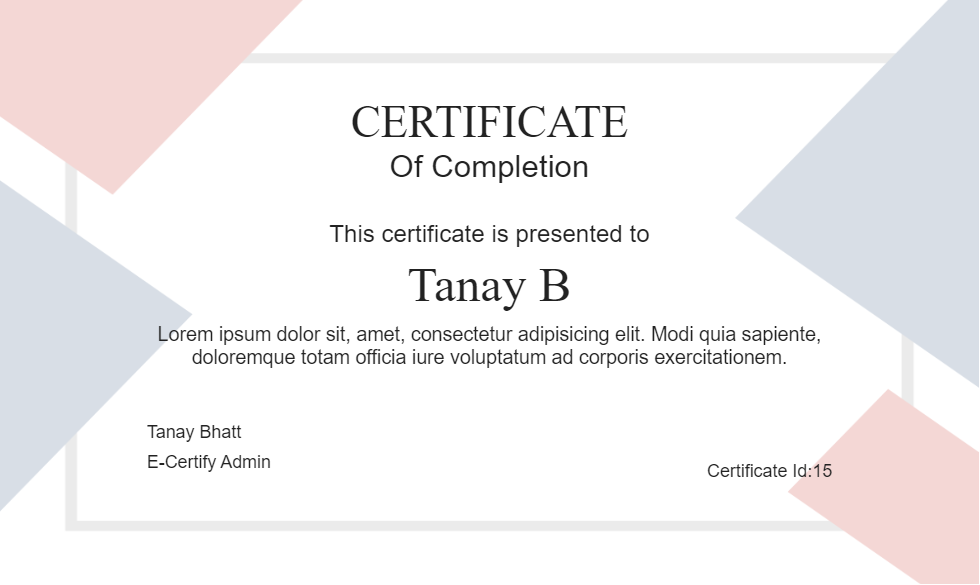 CERTIFICATE
Of Completion
This certificate is presented to
Tanay B
Lorem ipsum dolor sit, amet, consectetur adipisicing elit. Modi quia sapiente,
doloremque totam officia iure voluptatum ad corporis exercitationem.
Tanay Bhatt
E-Certify Admin
Certificate Id:15